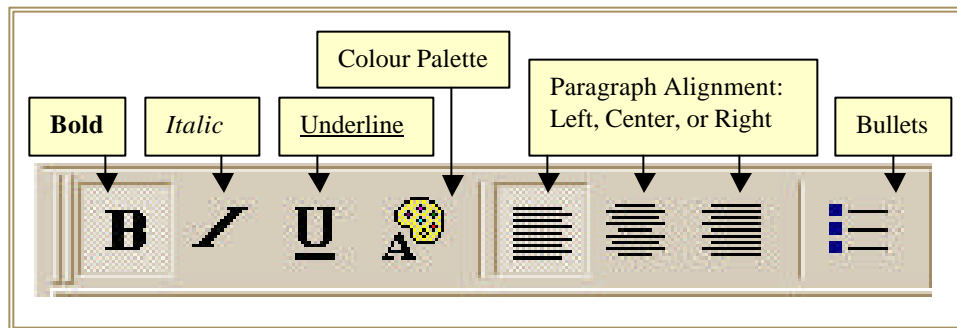 Colour Palette
Paragraph Alignment:
Left, Center, or Right
Bold
Italic
Underline
Bullets
B
I
U
A